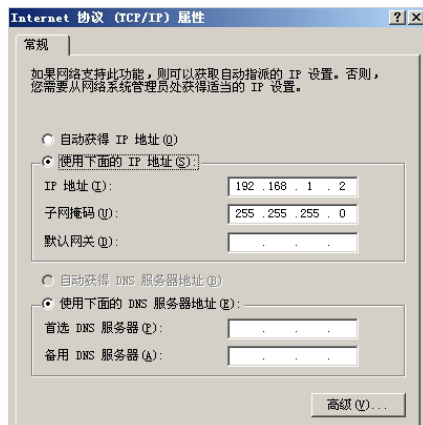 Internet 协议 (TCP/IP) 属性
常规
如果网络支持此功能，则可以获取自动指派的 IP 设置。否则，
您需要从网络系统管理员处获得适当的 IP 设置。
自动获得 IP 地址(O)
使用下面的 IP 地址(S):
IP 地址(I): 192 .168 . 1 . 2
子网掩码(U): 255 .255 .255 . 0
默认网关(D): . . .
自动获得 DNS 服务器地址(B)
使用下面的 DNS 服务器地址(E):
首选 DNS 服务器(P): . . .
备用 DNS 服务器(A): . . .
高级(V)...